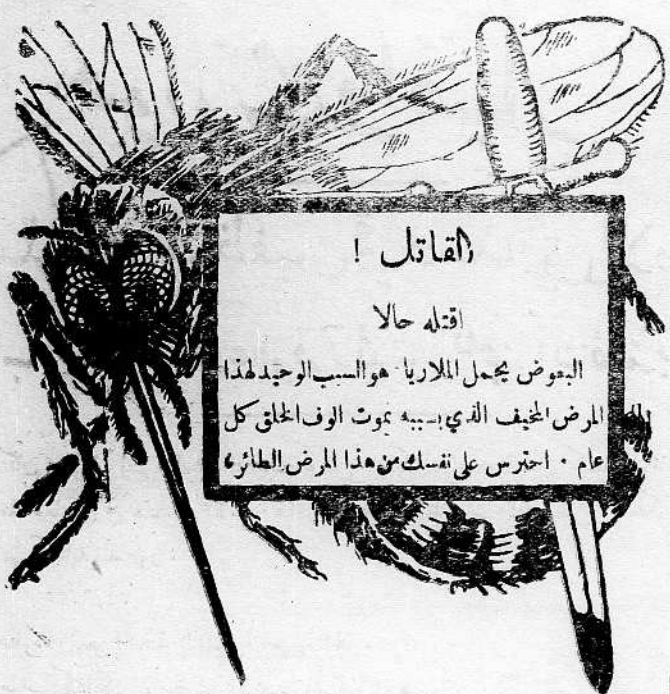 القاتل !
اقتله حالا
البعوض يحمل الملاريا هو السبب الوحيد لهذا
المرض المخيف الذي بسببه تموت الوف الخلق كل
عام . احترس على نفسك من هذا المرض الطائر،